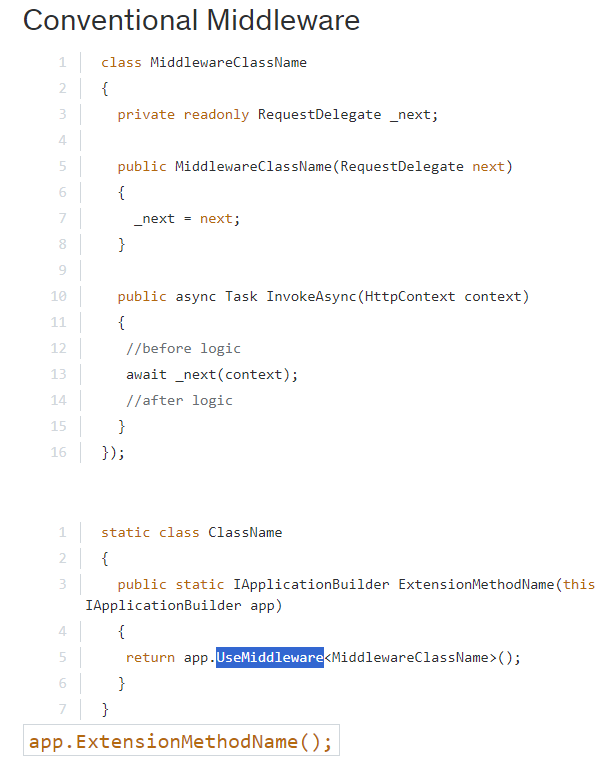 Conventional Middleware
1 class MiddlewareClassName
2 {
3 private readonly RequestDelegate _next;
4
5 public MiddlewareClassName(RequestDelegate next)
6 {
7 _next = next;
8 }
9
10 public async Task InvokeAsync(HttpContext context)
11 {
12 //before logic
13 await _next(context);
14 //after logic
15 }
16 });
1 static class ClassName
2 {
3 public static IApplicationBuilder ExtensionMethodName(this
IApplicationBuilder app)
4 {
5 return app.UseMiddleware<MiddlewareClassName>();
6 }
7 }
app.ExtensionMethodName();